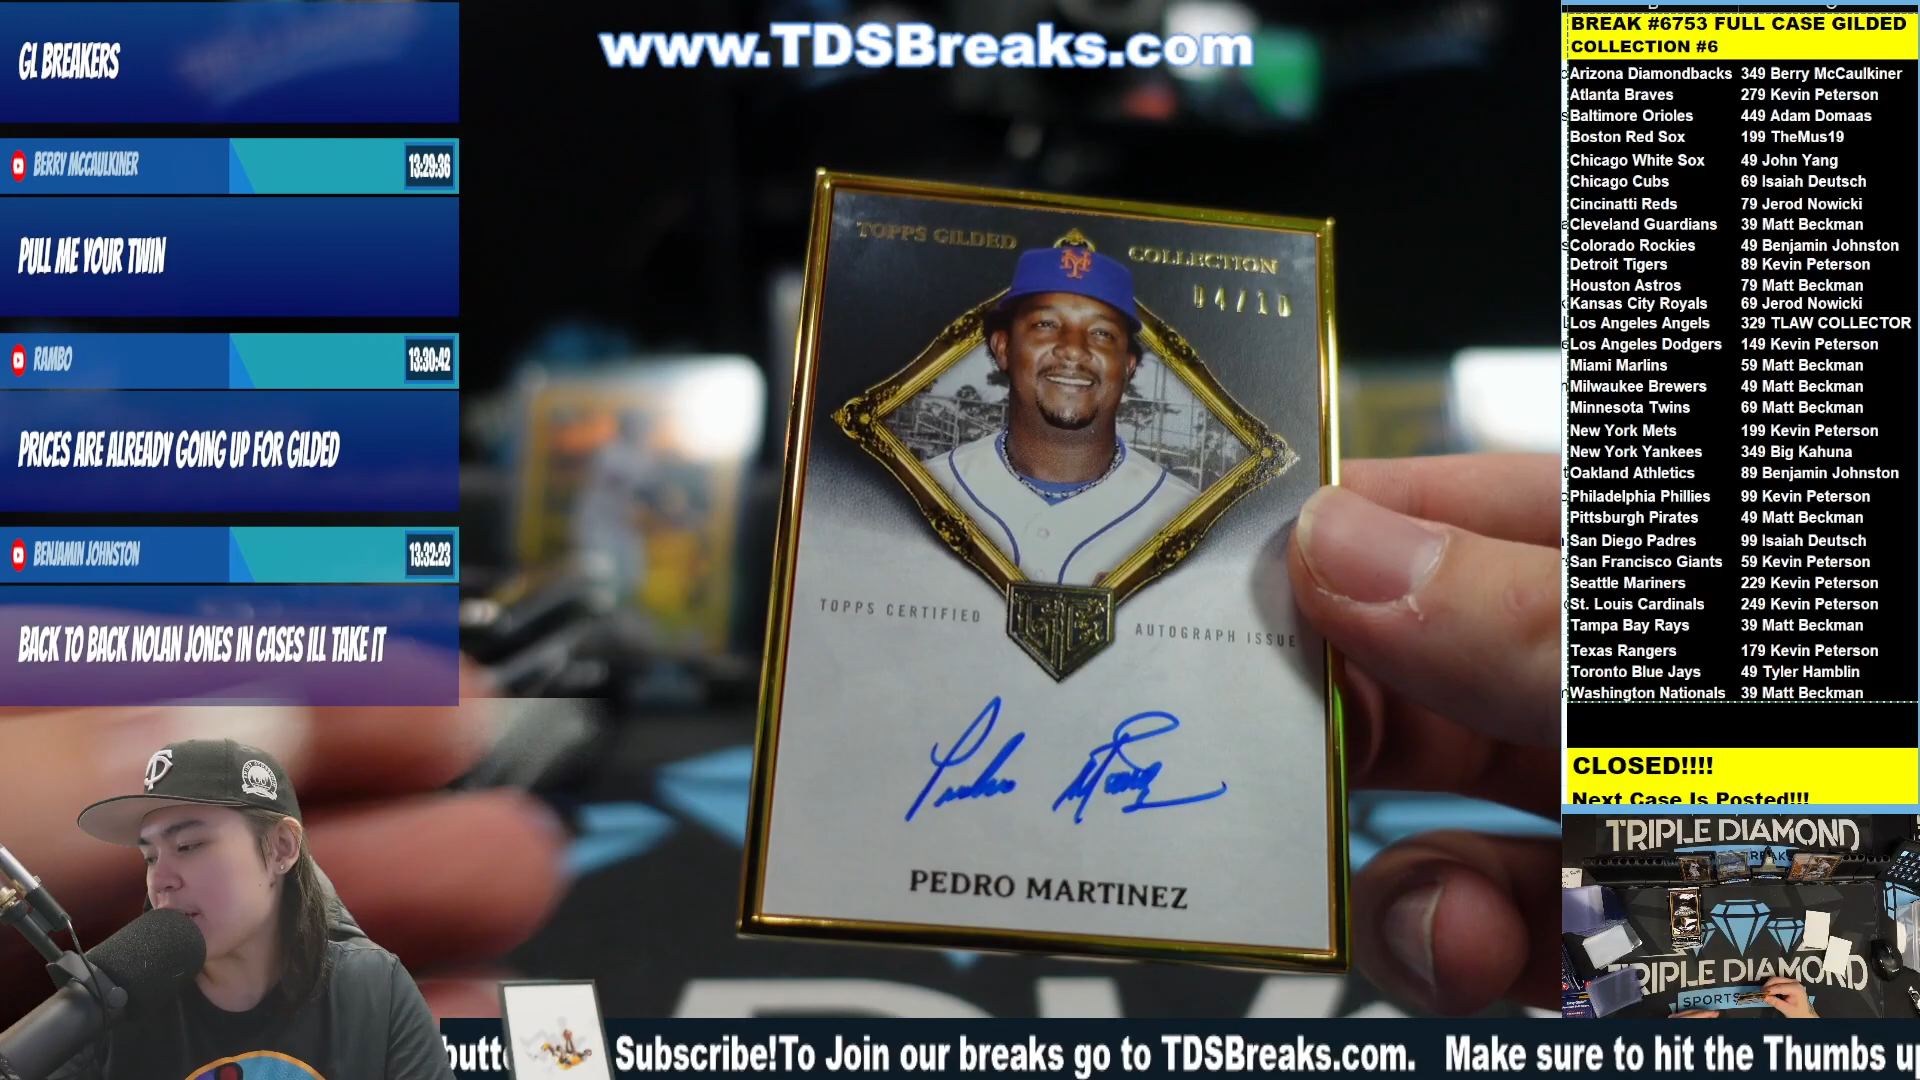 GL BREAKERS
BERRY MCCAULKINER
13:29:36
PULL ME YOUR TWIN
RAMBO
13:30:42
PRICES ARE ALREADY GOING UP FOR GILDED
BENJAMIN JOHNSTON
13:32:23
BACK TO BACK NOLAN JONES IN CASES ILL TAKE IT
www.TDSBreaks.com
TOPPS GILDED COLLECTION
04/10
TOPPS CERTIFIED AUTOGRAPH ISSUE
Pedro Martinez
PEDRO MARTINEZ
BREAK #6753 FULL CASE GILDED
COLLECTION #6
Arizona Diamondbacks 349 Berry McCaulkiner
Atlanta Braves 279 Kevin Peterson
Baltimore Orioles 449 Adam Domaas
Boston Red Sox 199 TheMus19
Chicago White Sox 49 John Yang
Chicago Cubs 69 Isaiah Deutsch
Cincinatti Reds 79 Jerod Nowicki
Cleveland Guardians 39 Matt Beckman
Colorado Rockies 49 Benjamin Johnston
Detroit Tigers 89 Kevin Peterson
Houston Astros 79 Matt Beckman
Kansas City Royals 69 Jerod Nowicki
Los Angeles Angels 329 TLAW COLLECTOR
Los Angeles Dodgers 149 Kevin Peterson
Miami Marlins 59 Matt Beckman
Milwaukee Brewers 49 Matt Beckman
Minnesota Twins 69 Matt Beckman
New York Mets 199 Kevin Peterson
New York Yankees 349 Big Kahuna
Oakland Athletics 89 Benjamin Johnston
Philadelphia Phillies 99 Kevin Peterson
Pittsburgh Pirates 49 Matt Beckman
San Diego Padres 99 Isaiah Deutsch
San Francisco Giants 59 Kevin Peterson
Seattle Mariners 229 Kevin Peterson
St. Louis Cardinals 249 Kevin Peterson
Tampa Bay Rays 39 Matt Beckman
Texas Rangers 179 Kevin Peterson
Toronto Blue Jays 49 Tyler Hamblin
Washington Nationals 39 Matt Beckman
CLOSED!!!!
Next Case Is Posted!!!
TRIPLE DIAMOND
TRIPLE DIAMOND
SPORTS
Subscribe!To Join our breaks go to TDSBreaks.com. Make sure to hit the Thumbs up